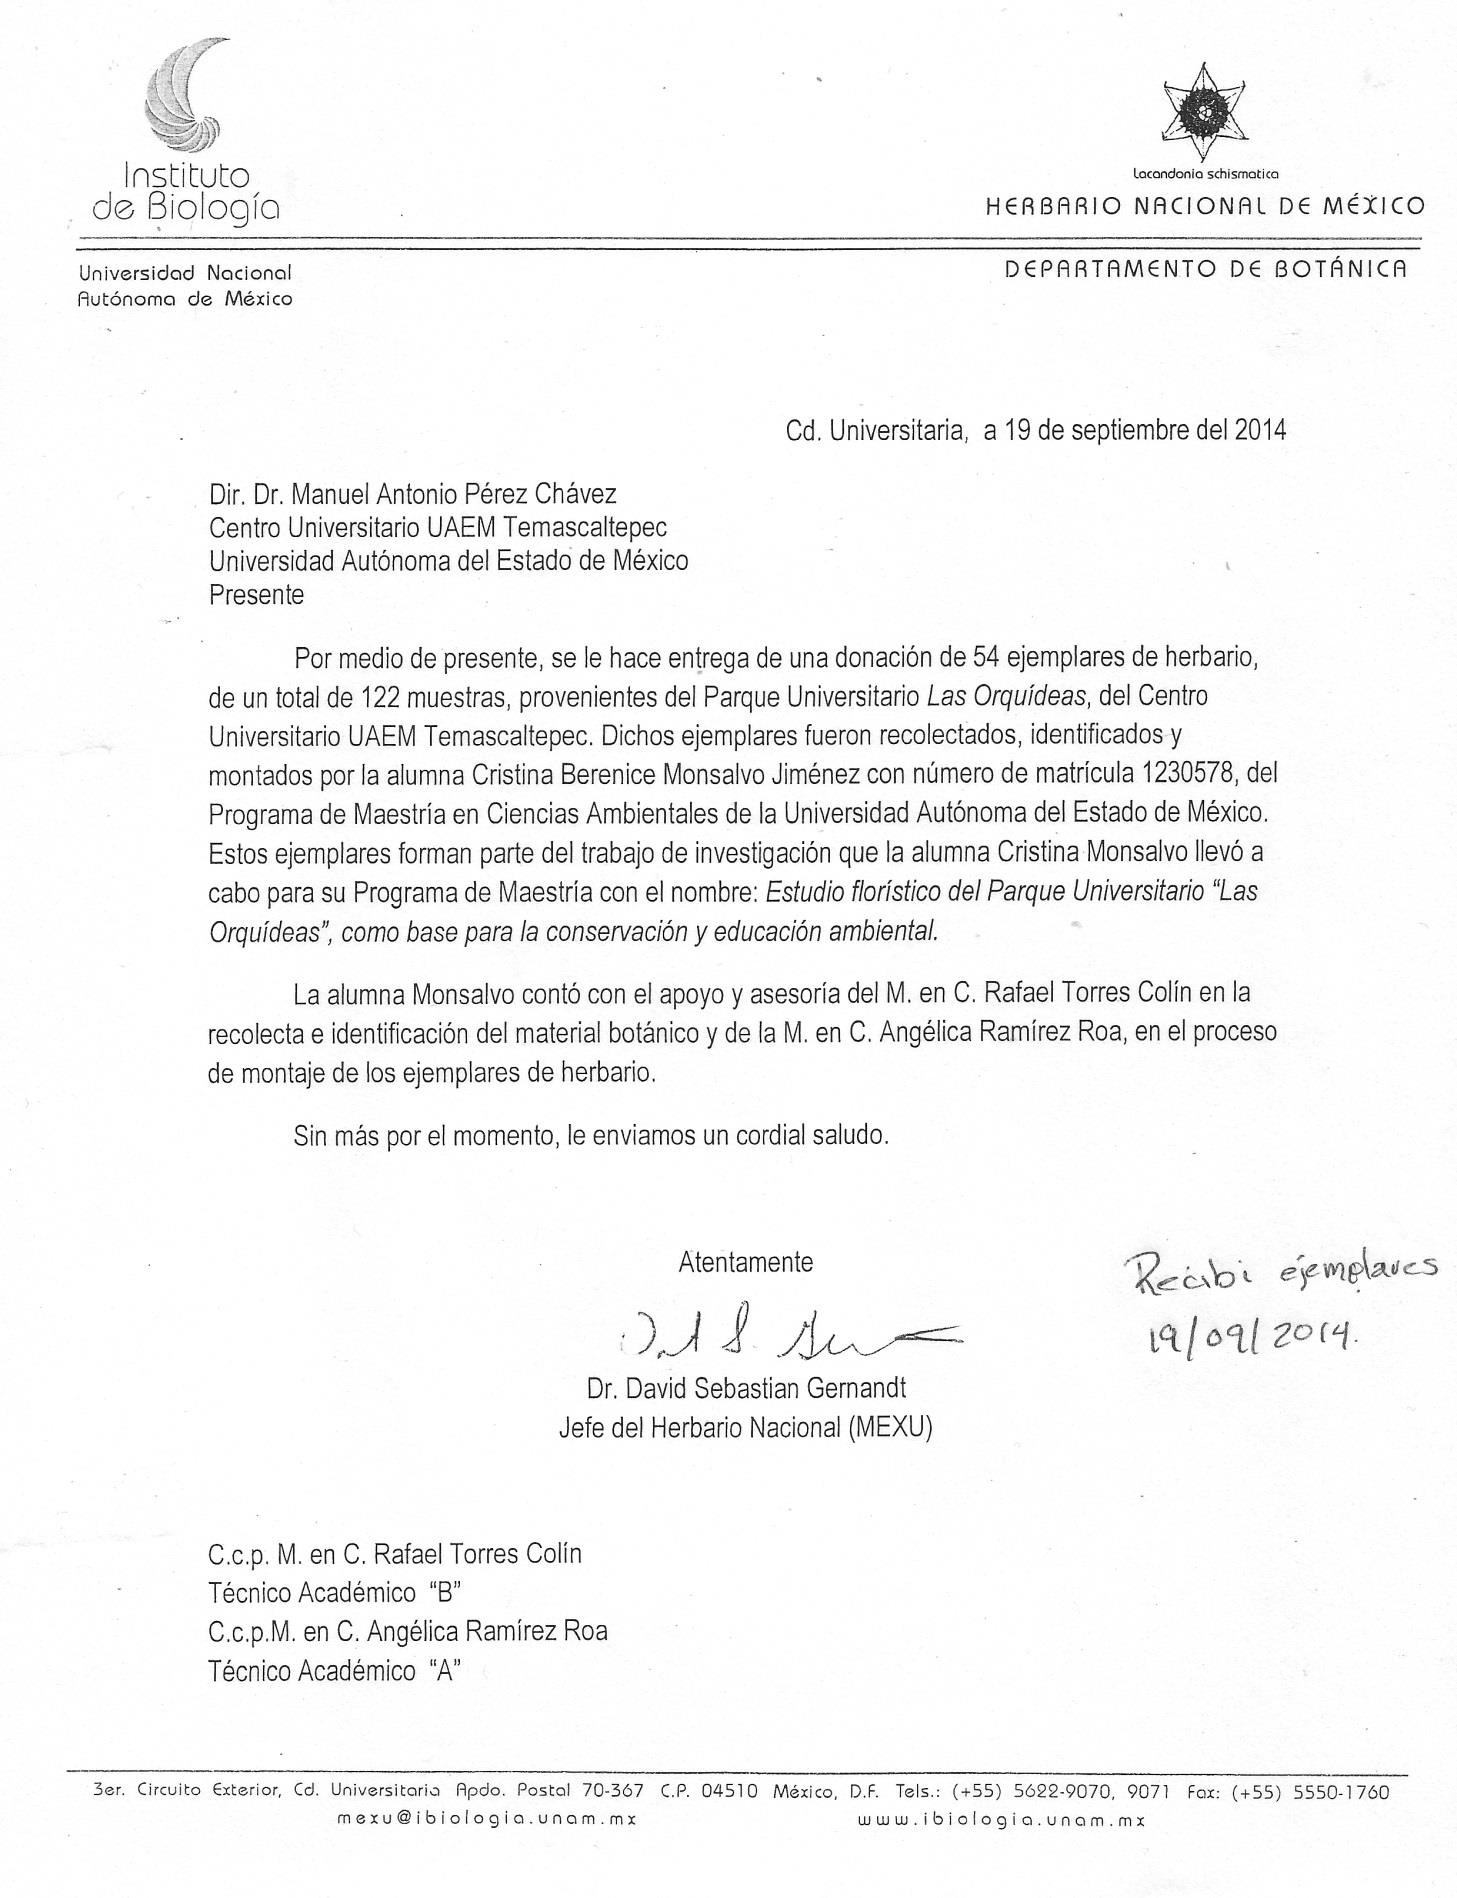 Instituto
de Biología
Lacandonia schismatica
HERBARIO NACIONAL DE MÉXICO
Universidad Nacional
Autónoma de México
DEPARTAMENTO DE BOTÁNICA
Cd. Universitaria, a 19 de septiembre del 2014
Dir. Dr. Manuel Antonio Pérez Chávez
Centro Universitario UAEM Temascaltepec
Universidad Autónoma del Estado de México
Presente
Por medio de presente, se le hace entrega de una donación de 54 ejemplares de herbario,
de un total de 122 muestras, provenientes del Parque Universitario Las Orquídeas, del Centro
Universitario UAEM Temascaltepec. Dichos ejemplares fueron recolectados, identificados y
montados por la alumna Cristina Berenice Monsalvo Jiménez con número de matrícula 1230578, del
Programa de Maestría en Ciencias Ambientales de la Universidad Autónoma del Estado de México.
Estos ejemplares forman parte del trabajo de investigación que la alumna Cristina Monsalvo llevó a
cabo para su Programa de Maestría con el nombre: Estudio florístico del Parque Universitario “Las
Orquídeas”, como base para la conservación y educación ambiental.
La alumna Monsalvo contó con el apoyo y asesoría del M. en C. Rafael Torres Colín en la
recolecta e identificación del material botánico y de la M. en C. Angélica Ramírez Roa, en el proceso
de montaje de los ejemplares de herbario.
Sin más por el momento, le enviamos un cordial saludo.
Atentamente
Recibi ejemplares
19/09/2014.
Dr. David Sebastian Gernandt
Jefe del Herbario Nacional (MEXU)
C.c.p. M. en C. Rafael Torres Colín
Técnico Académico “B”
C.c.p.M. en C. Angélica Ramírez Roa
Técnico Académico “A”
3er. Circuito Exterior, Cd. Universitaria Apdo. Postal 70-367 C.P. 04510 México, D.F. Tels.: (+55) 5622-9070, 9071 Fax: (+55) 5550-1760
mexu@ibiologia.unam.mx www.ibiologia.unam.mx